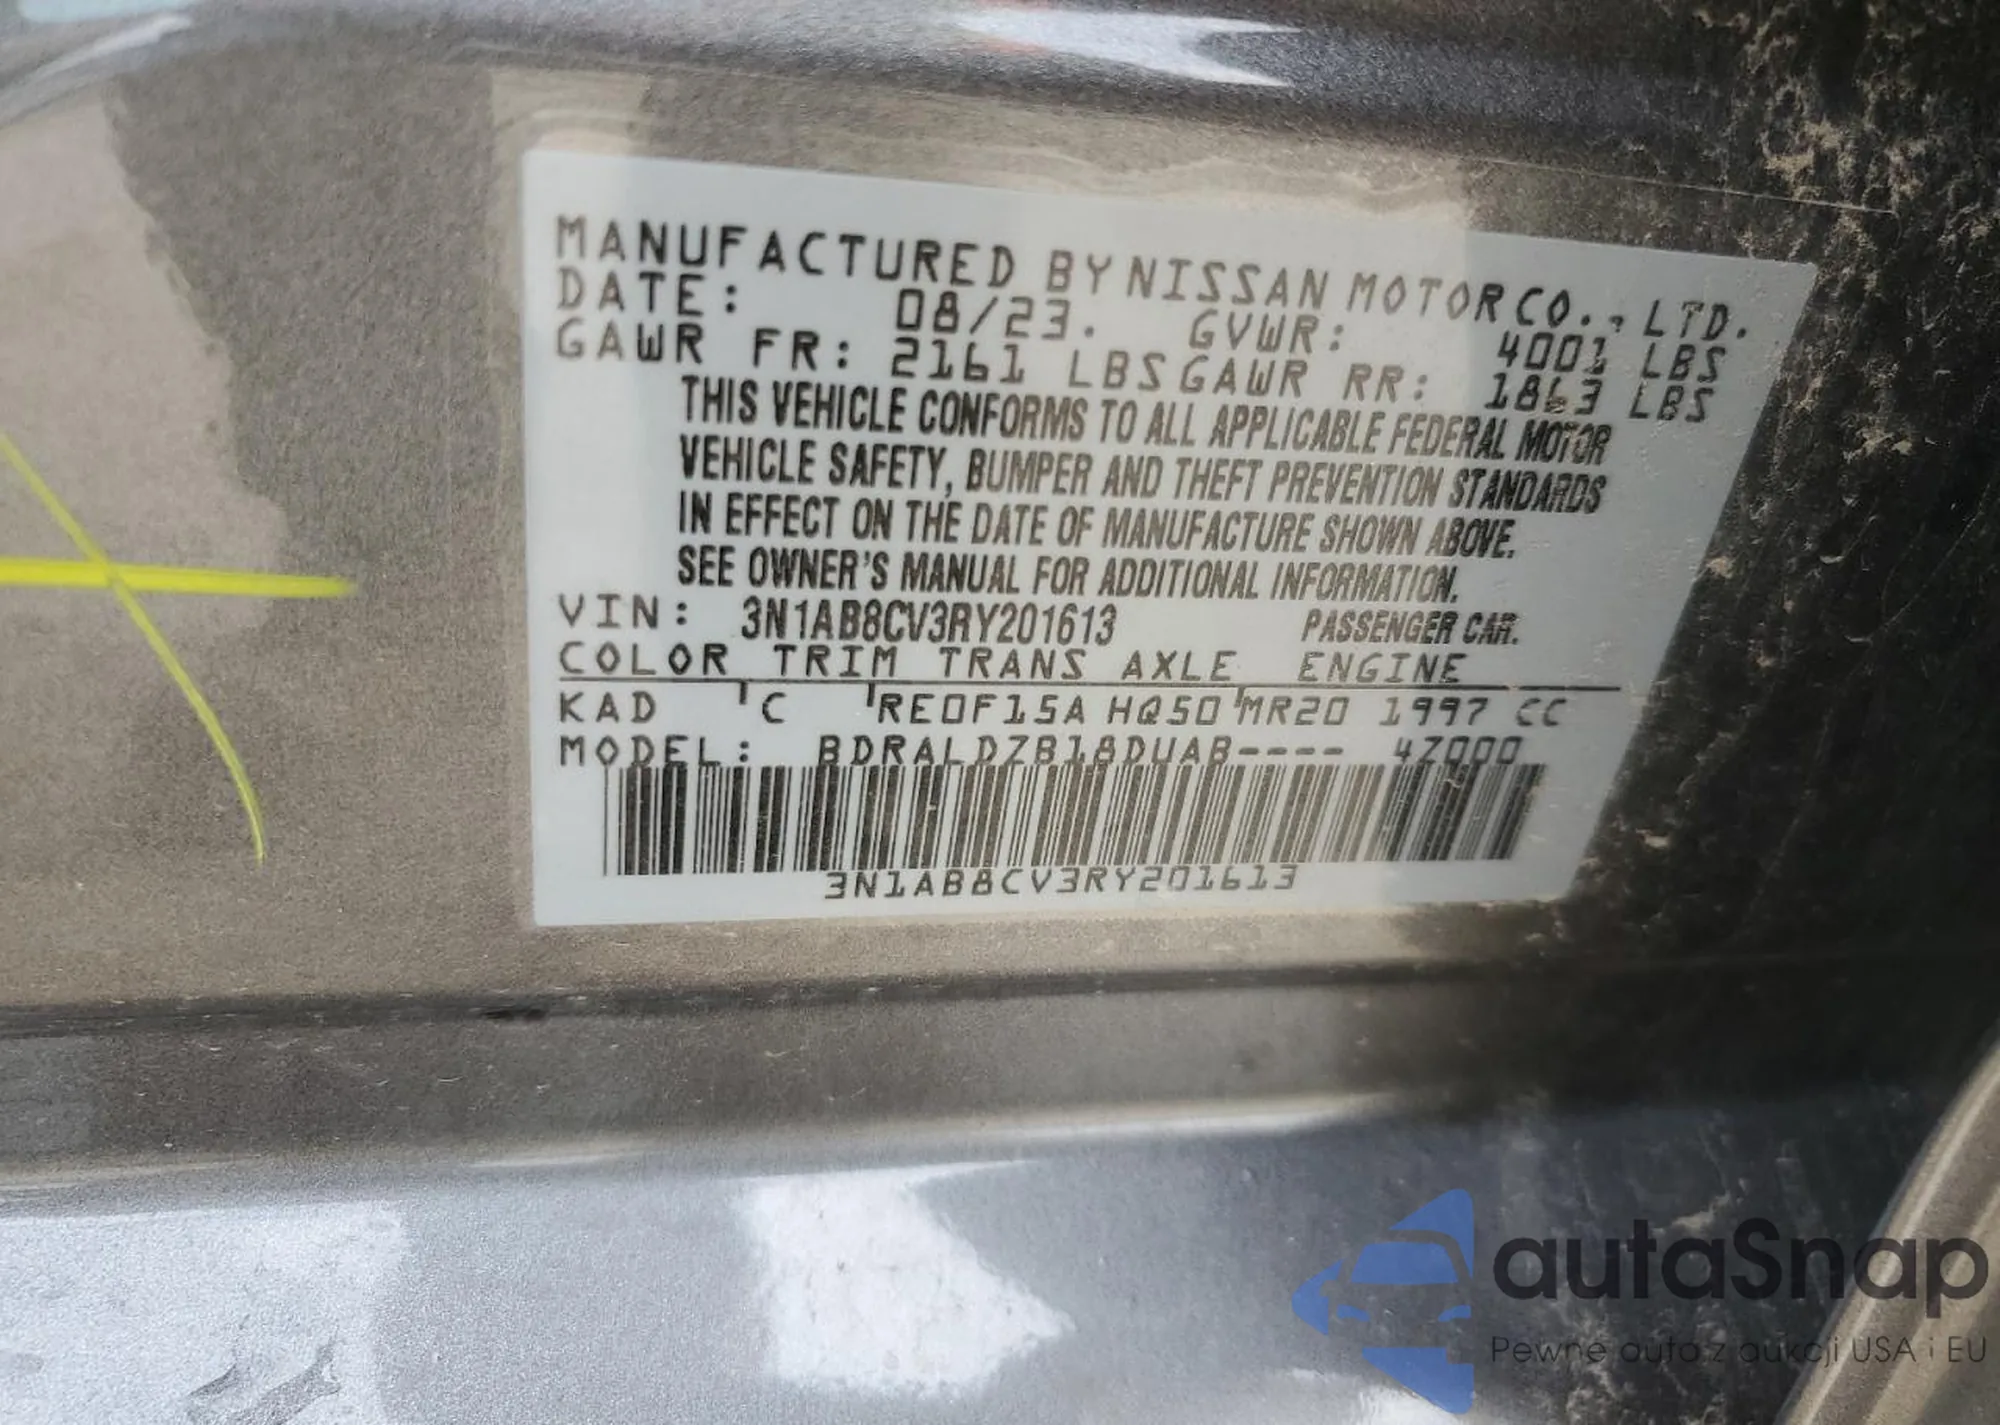 MANUFACTURED BY NISSAN MOTOR CO., LTD.
DATE: 08/23. GVWR: 4001 LBS
GAWR FR: 2161 LBS GAWR RR: 1863 LBS
THIS VEHICLE CONFORMS TO ALL APPLICABLE FEDERAL MOTOR
VEHICLE SAFETY, BUMPER AND THEFT PREVENTION STANDARDS
IN EFFECT ON THE DATE OF MANUFACTURE SHOWN ABOVE.
SEE OWNER'S MANUAL FOR ADDITIONAL INFORMATION.
VIN: 3N1AB8CV3RY201613 PASSENGER CAR.
COLOR TRIM TRANS AXLE ENGINE
KAD 'C 'RE0F15A HQ50'MR20 1997 CC
MODEL: BDRALDZB18DUAB---- 4Z000
3N1AB8CV3RY201613
autaSnap
Pewne auta z aukcji USA i EU